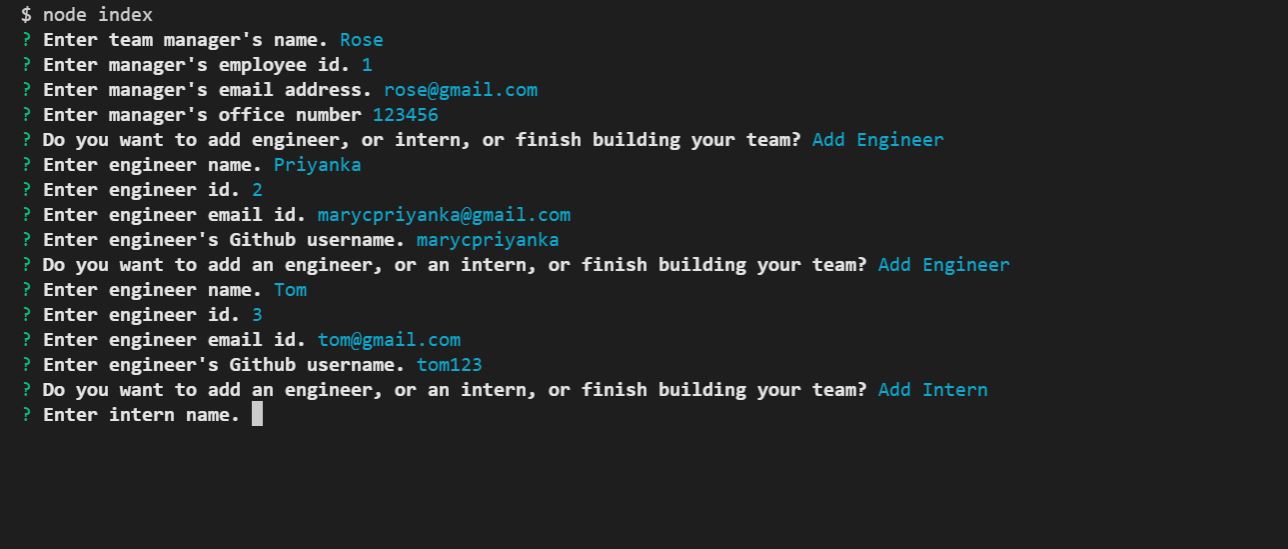 $ node index
? Enter team manager's name. Rose
? Enter manager's employee id. 1
? Enter manager's email address. rose@gmail.com
? Enter manager's office number 123456
? Do you want to add engineer, or intern, or finish building your team? Add Engineer
? Enter engineer name. Priyanka
? Enter engineer id. 2
? Enter engineer email id. marycpriyanka@gmail.com
? Enter engineer's Github username. marycpriyanka
? Do you want to add an engineer, or an intern, or finish building your team? Add Engineer
? Enter engineer name. Tom
? Enter engineer id. 3
? Enter engineer email id. tom@gmail.com
? Enter engineer's Github username. tom123
? Do you want to add an engineer, or an intern, or finish building your team? Add Intern
? Enter intern name.